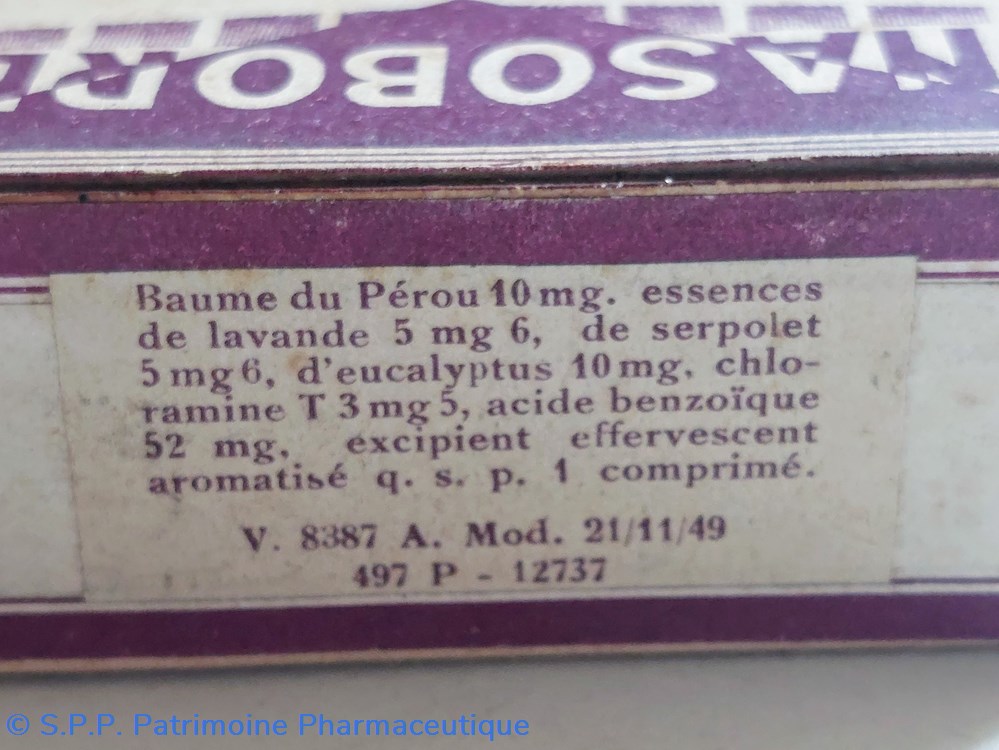 Baume du Pérou 10 mg. essences
de lavande 5 mg 6, de serpolet
5 mg 6, d'eucalyptus 10 mg. chlo-
ramine T 3 mg 5, acide benzoïque
52 mg. excipient effervescent
aromatisé q. s. p. 1 comprimé.
V. 8387 A. Mod. 21/11/49
497 P - 12737
© S.P.P. Patrimoine Pharmaceutique